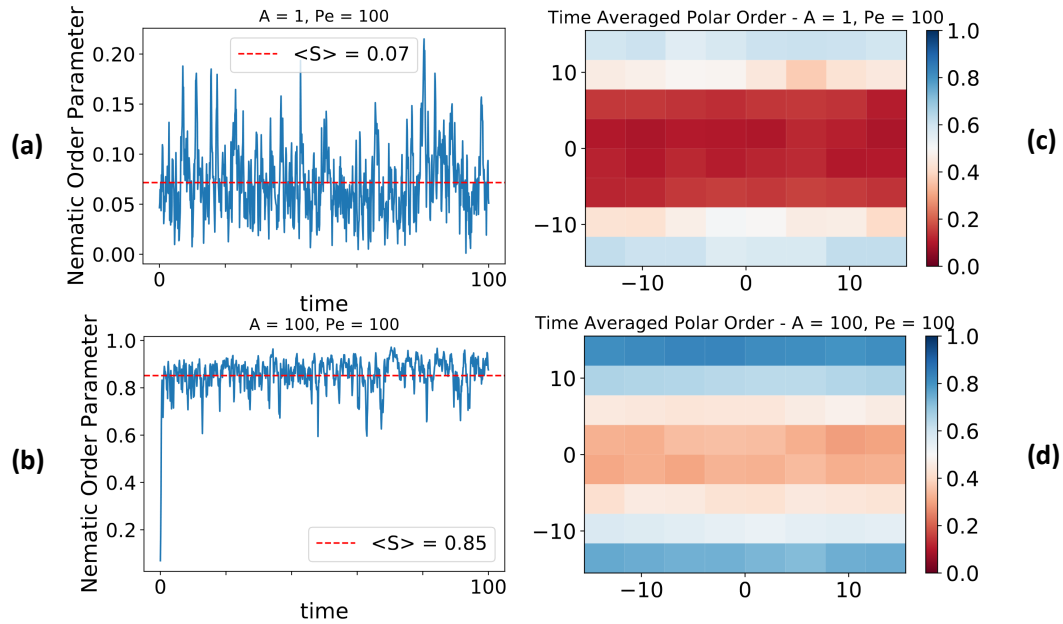 (a)
A = 1, Pe = 100
Nematic Order Parameter
0.20
0.15
0.10
0.05
0.00
<S> = 0.07
0
100
time
Time Averaged Polar Order - A = 1, Pe = 100
10
0
−10
−10
0
10
1.0
0.8
0.6
0.4
0.2
0.0
(c)
(b)
A = 100, Pe = 100
Nematic Order Parameter
1.0
0.8
0.6
0.4
0.2
<S> = 0.85
0
100
time
Time Averaged Polar Order - A = 100, Pe = 100
10
0
−10
−10
0
10
1.0
0.8
0.6
0.4
0.2
0.0
(d)